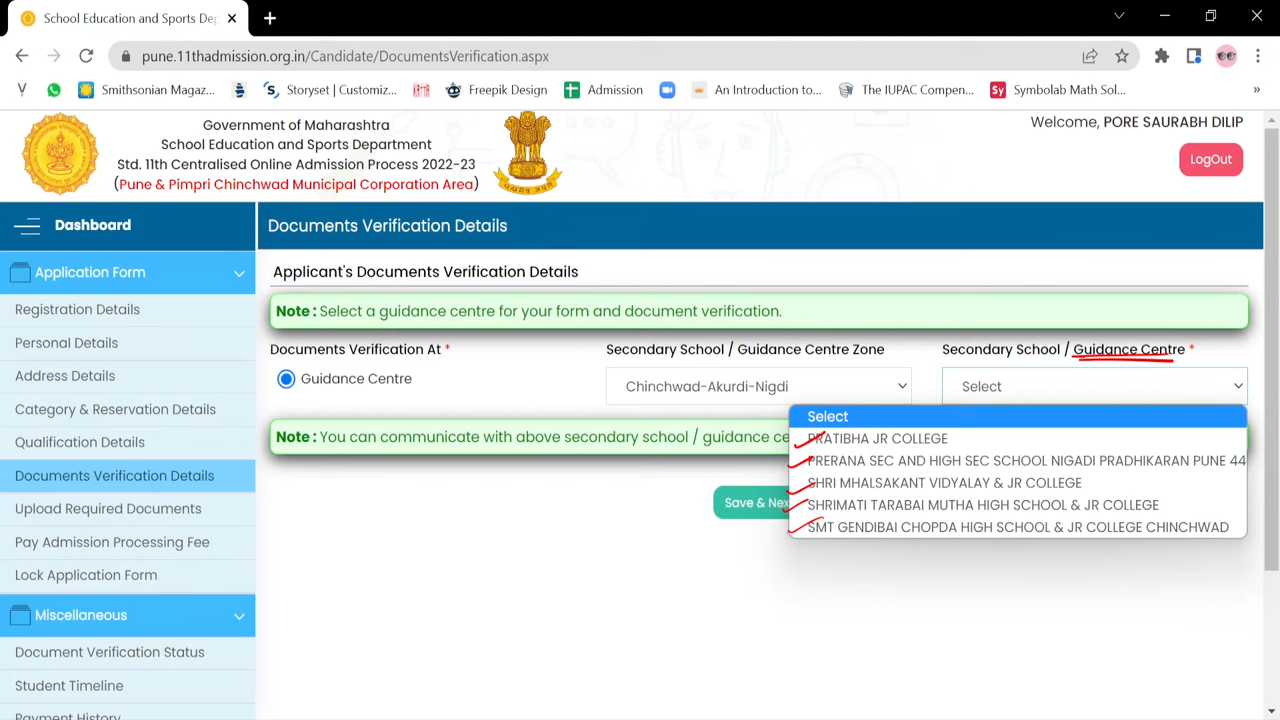 School Education and Sports Dep
pune.11thadmission.org.in/Candidate/DocumentsVerification.aspx
Smithsonian Magaz...
Storyset | Customiz...
Freepik Design
Admission
An Introduction to...
The IUPAC Compen...
Sy
Symbolab Math Sol...
»
Government of Maharashtra
School Education and Sports Department
Std. 11th Centralised Online Admission Process 2022-23
(Pune & Pimpri Chinchwad Municipal Corporation Area)
Welcome, PORE SAURABH DILIP
LogOut
Dashboard
Application Form
Registration Details
Personal Details
Address Details
Category & Reservation Details
Qualification Details
Documents Verification Details
Upload Required Documents
Pay Admission Processing Fee
Lock Application Form
Miscellaneous
Document Verification Status
Student Timeline
Payment History
Documents Verification Details
Applicant's Documents Verification Details
Note : Select a guidance centre for your form and document verification.
Documents Verification At *
Guidance Centre
Secondary School / Guidance Centre Zone
Chinchwad-Akurdi-Nigdi
Secondary School / Guidance Centre *
Select
Select
PRATIBHA JR COLLEGE
PRERANA SEC AND HIGH SEC SCHOOL NIGADI PRADHIKARAN PUNE 44
SHRI MHALSAKANT VIDYALAY & JR COLLEGE
SHRIMATI TARABAI MUTHA HIGH SCHOOL & JR COLLEGE
SMT GENDIBAI CHOPDA HIGH SCHOOL & JR COLLEGE CHINCHWAD
Note : You can communicate with above secondary school / guidance ce
Save & Nex